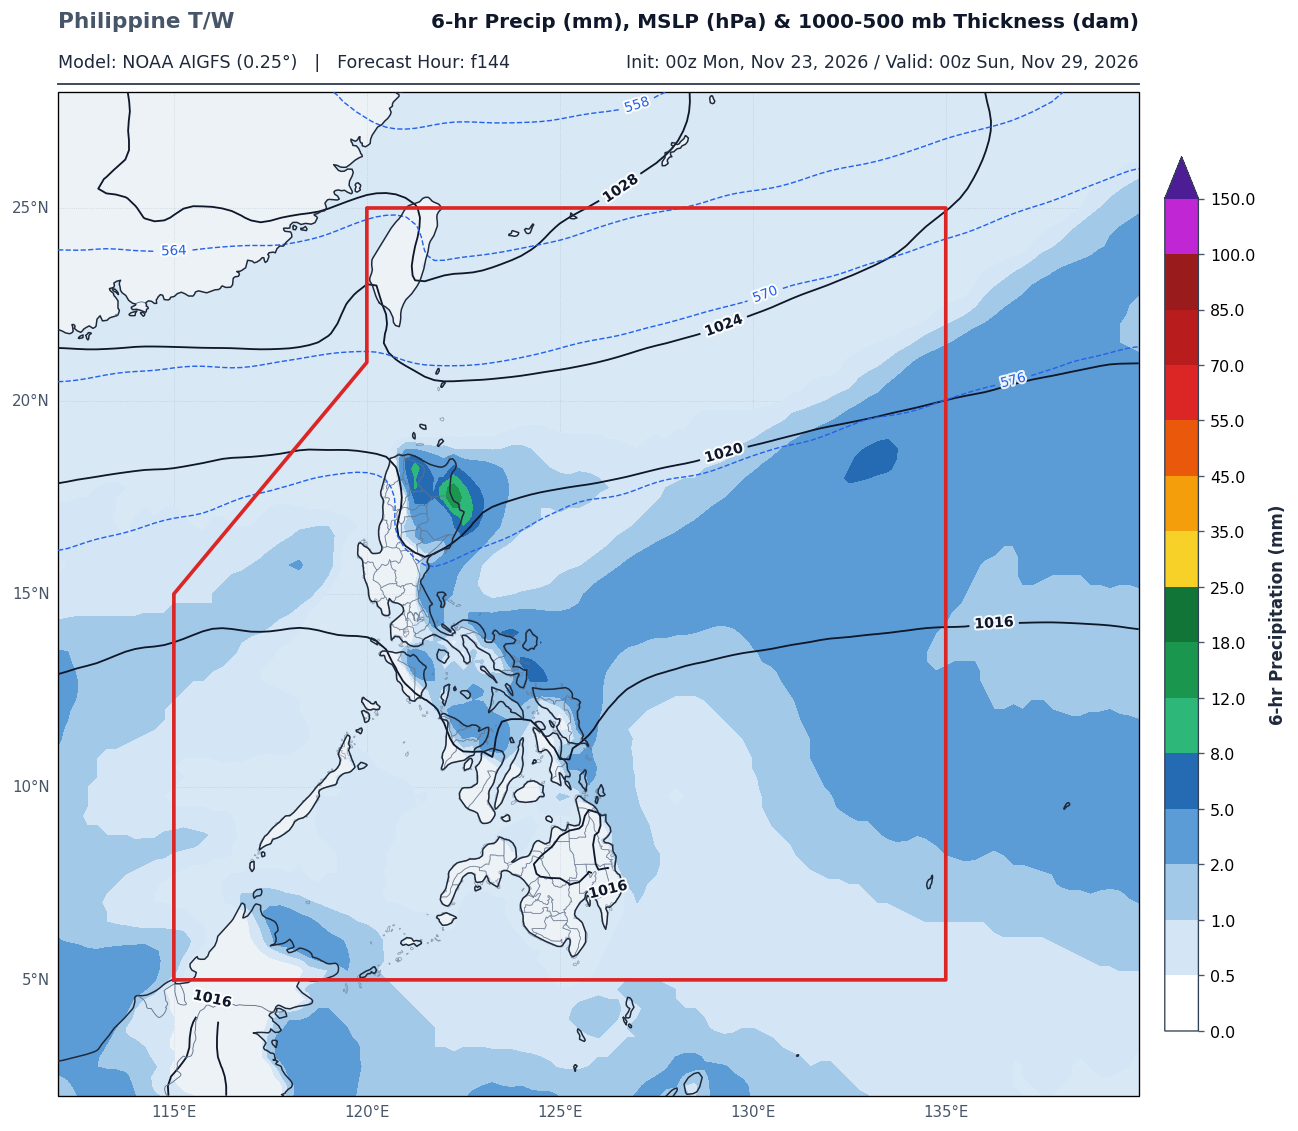 Philippine T/W
6-hr Precip (mm), MSLP (hPa) & 1000-500 mb Thickness (dam)
Model: NOAA AIGFS (0.25°) | Forecast Hour: f144
Init: 00z Mon, Nov 23, 2026 / Valid: 00z Sun, Nov 29, 2026
558
1028
25°N
564
570
1024
576
20°N
1020
15°N
1016
10°N
1016
5°N
1016
115°E
120°E
125°E
130°E
135°E
150.0
100.0
85.0
70.0
55.0
45.0
35.0
25.0
18.0
12.0
8.0
5.0
2.0
1.0
0.5
0.0
6-hr Precipitation (mm)